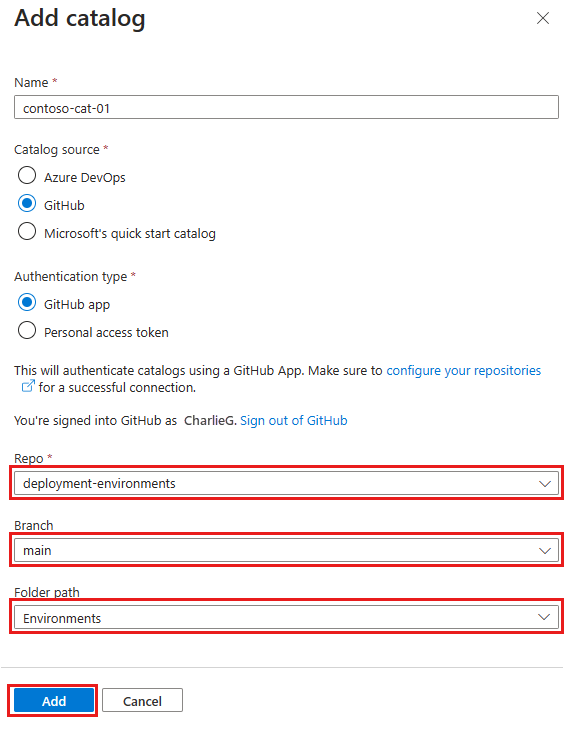 Add catalog
Name *
contoso-cat-01
Catalog source *
Azure DevOps
GitHub
Microsoft's quick start catalog
Authentication type *
GitHub app
Personal access token
This will authenticate catalogs using a GitHub App. Make sure to configure your repositories
for a successful connection.
You're signed into GitHub as CharlieG. Sign out of GitHub
Repo *
deployment-environments
Branch
main
Folder path
Environments
Add Cancel